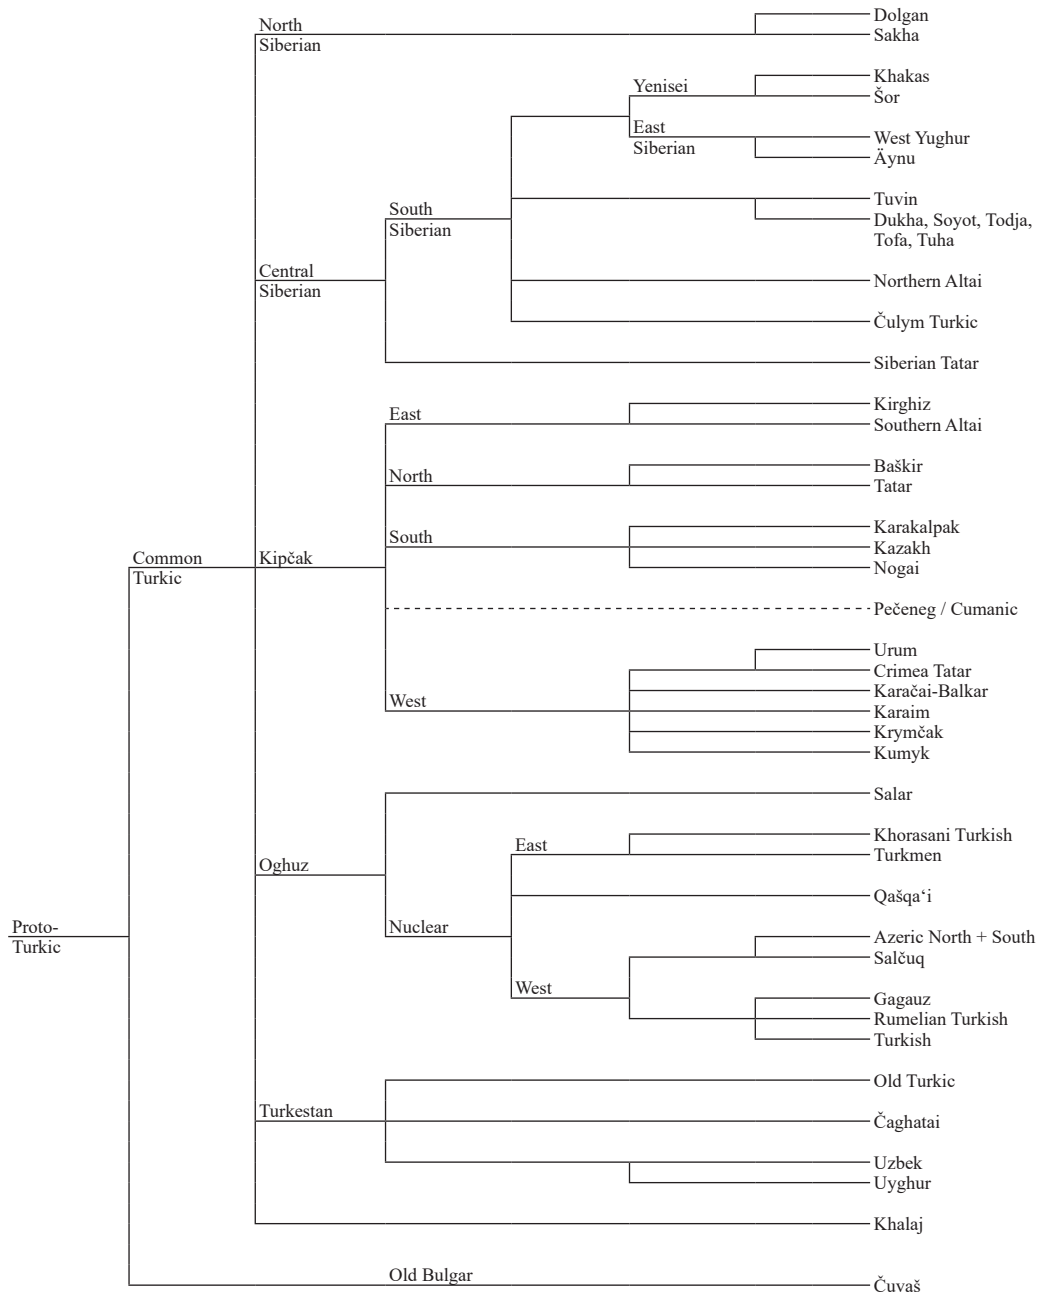 North
Siberian
Dolgan
Sakha
Yenisei
Khakas
Šor
East
Siberian
West Yughur
Äynu
South
Siberian
Tuvin
Dukha, Soyot, Todja,
Tofa, Tuha
Central
Siberian
Northern Altai
Čulym Turkic
Siberian Tatar
East
Kirghiz
Southern Altai
North
Baškir
Tatar
South
Karakalpak
Kazakh
Nogai
Common
Turkic
Kipčak
Pečeneg / Cumanic
West
Urum
Crimea Tatar
Karačai-Balkar
Karaim
Krymčak
Kumyk
Salar
Oghuz
East
Khorasani Turkish
Turkmen
Qašqa‘i
Proto-
Turkic
Nuclear
West
Azeric North + South
Salčuq
Gagauz
Rumelian Turkish
Turkish
Turkestan
Old Turkic
Čaghatai
Uzbek
Uyghur
Khalaj
Old Bulgar
Čuvaš